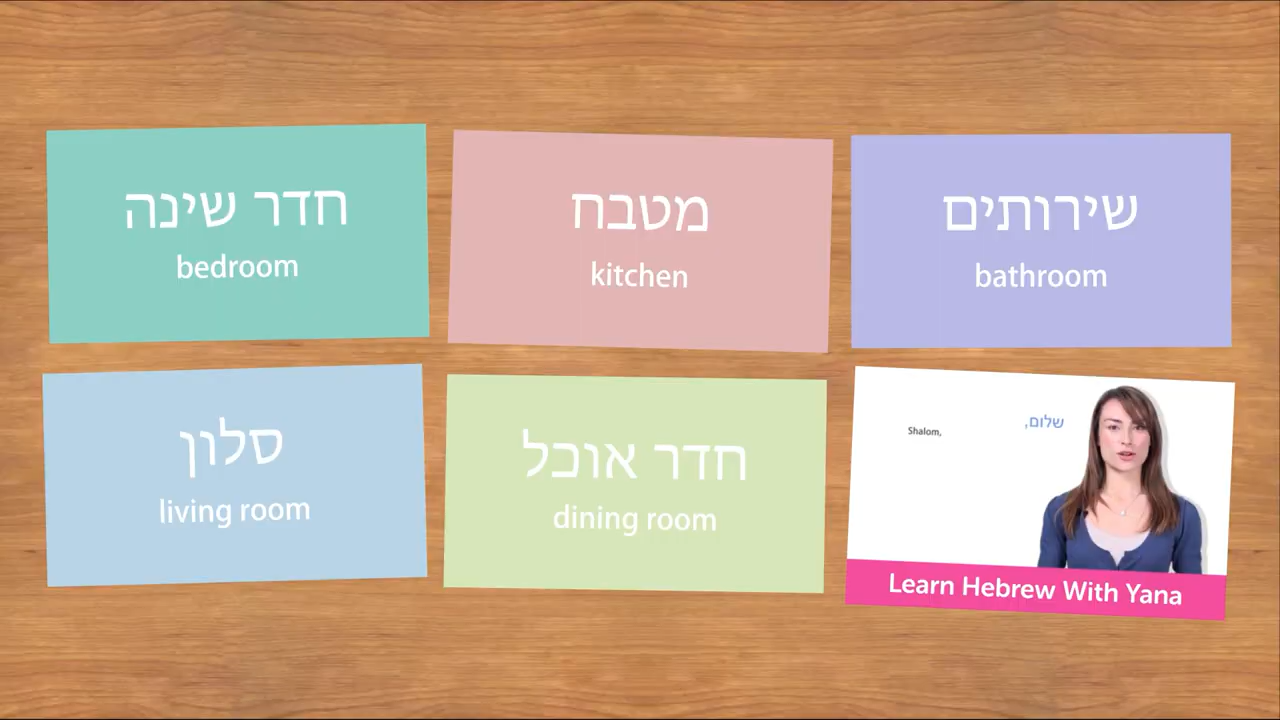 חדר שינה
bedroom
מטבח
kitchen
שירותים
bathroom
סלון
living room
חדר אוכל
dining room
שלום,
Shalom,
Learn Hebrew With Yana